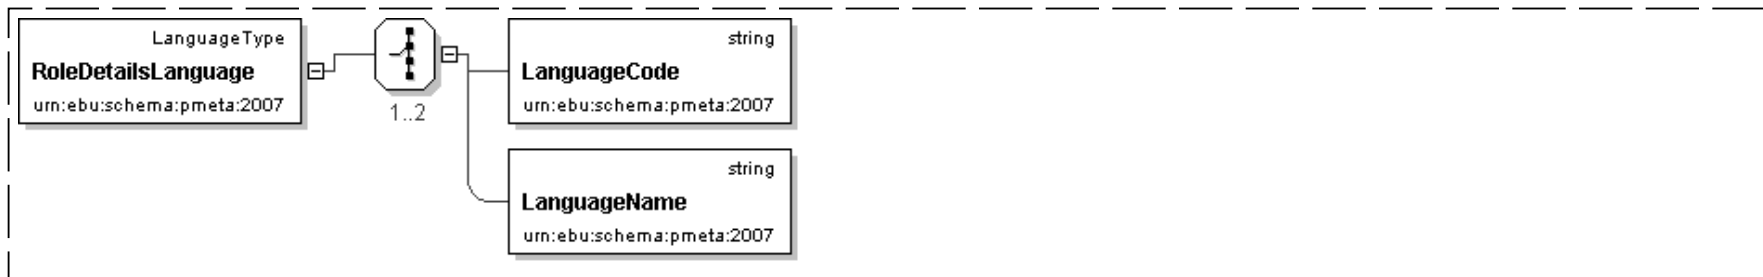 LanguageType
RoleDetailsLanguage
urn:ebu:schema:pmeta:2007
1..2
string
LanguageCode
urn:ebu:schema:pmeta:2007
string
LanguageName
urn:ebu:schema:pmeta:2007